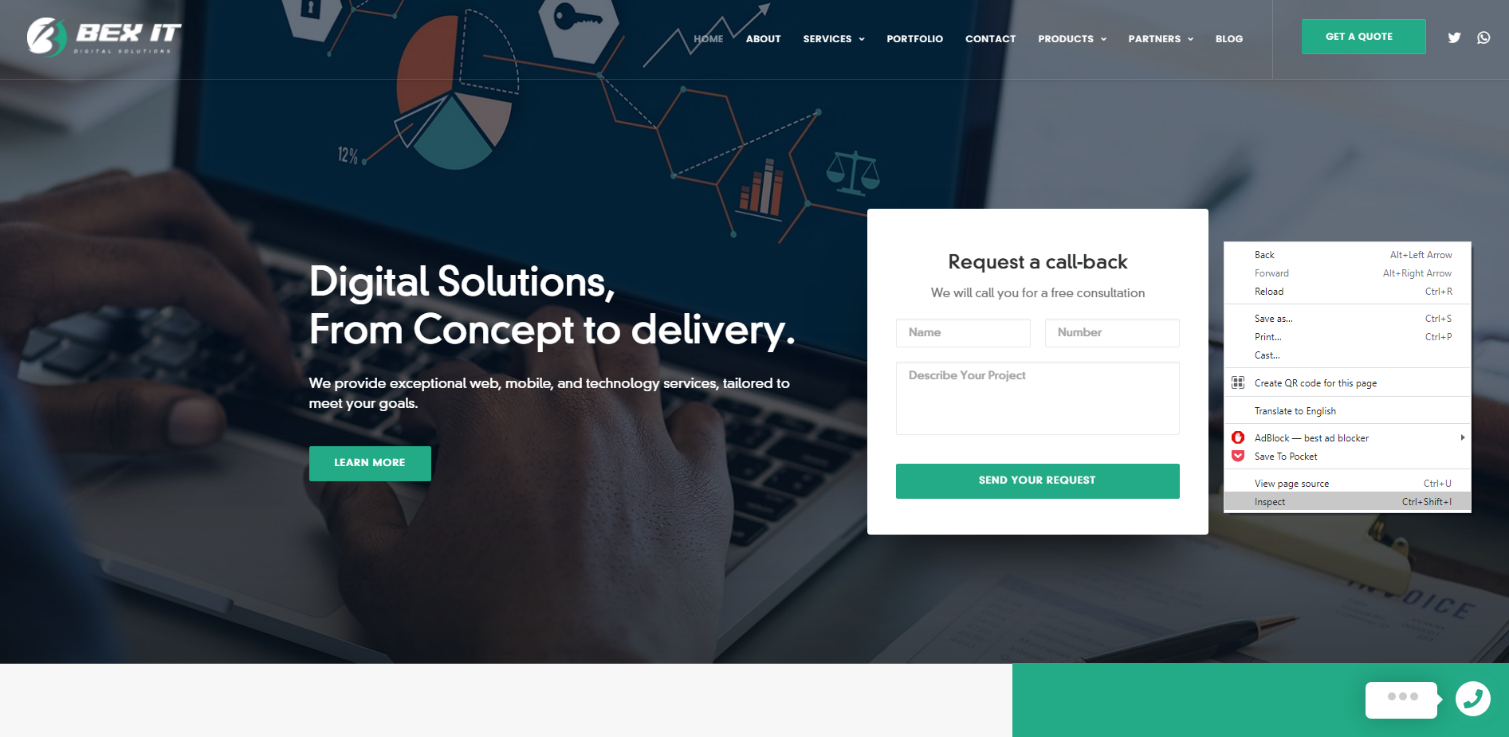 BEX IT
DIGITAL SOLUTIONS
HOME
ABOUT
SERVICES
PORTFOLIO
CONTACT
PRODUCTS
PARTNERS
BLOG
GET A QUOTE
12%
Digital Solutions,
From Concept to delivery.
We provide exceptional web, mobile, and technology services, tailored to
meet your goals.
LEARN MORE
Request a call-back
We will call you for a free consultation
Name
Number
Describe Your Project
SEND YOUR REQUEST
Back Alt+Left Arrow
Forward Alt+Right Arrow
Reload Ctrl+R
Save as... Ctrl+S
Print... Ctrl+P
Cast...
Create QR code for this page
Translate to English
AdBlock — best ad blocker
Save To Pocket
View page source Ctrl+U
Inspect Ctrl+Shift+I
INVOICE